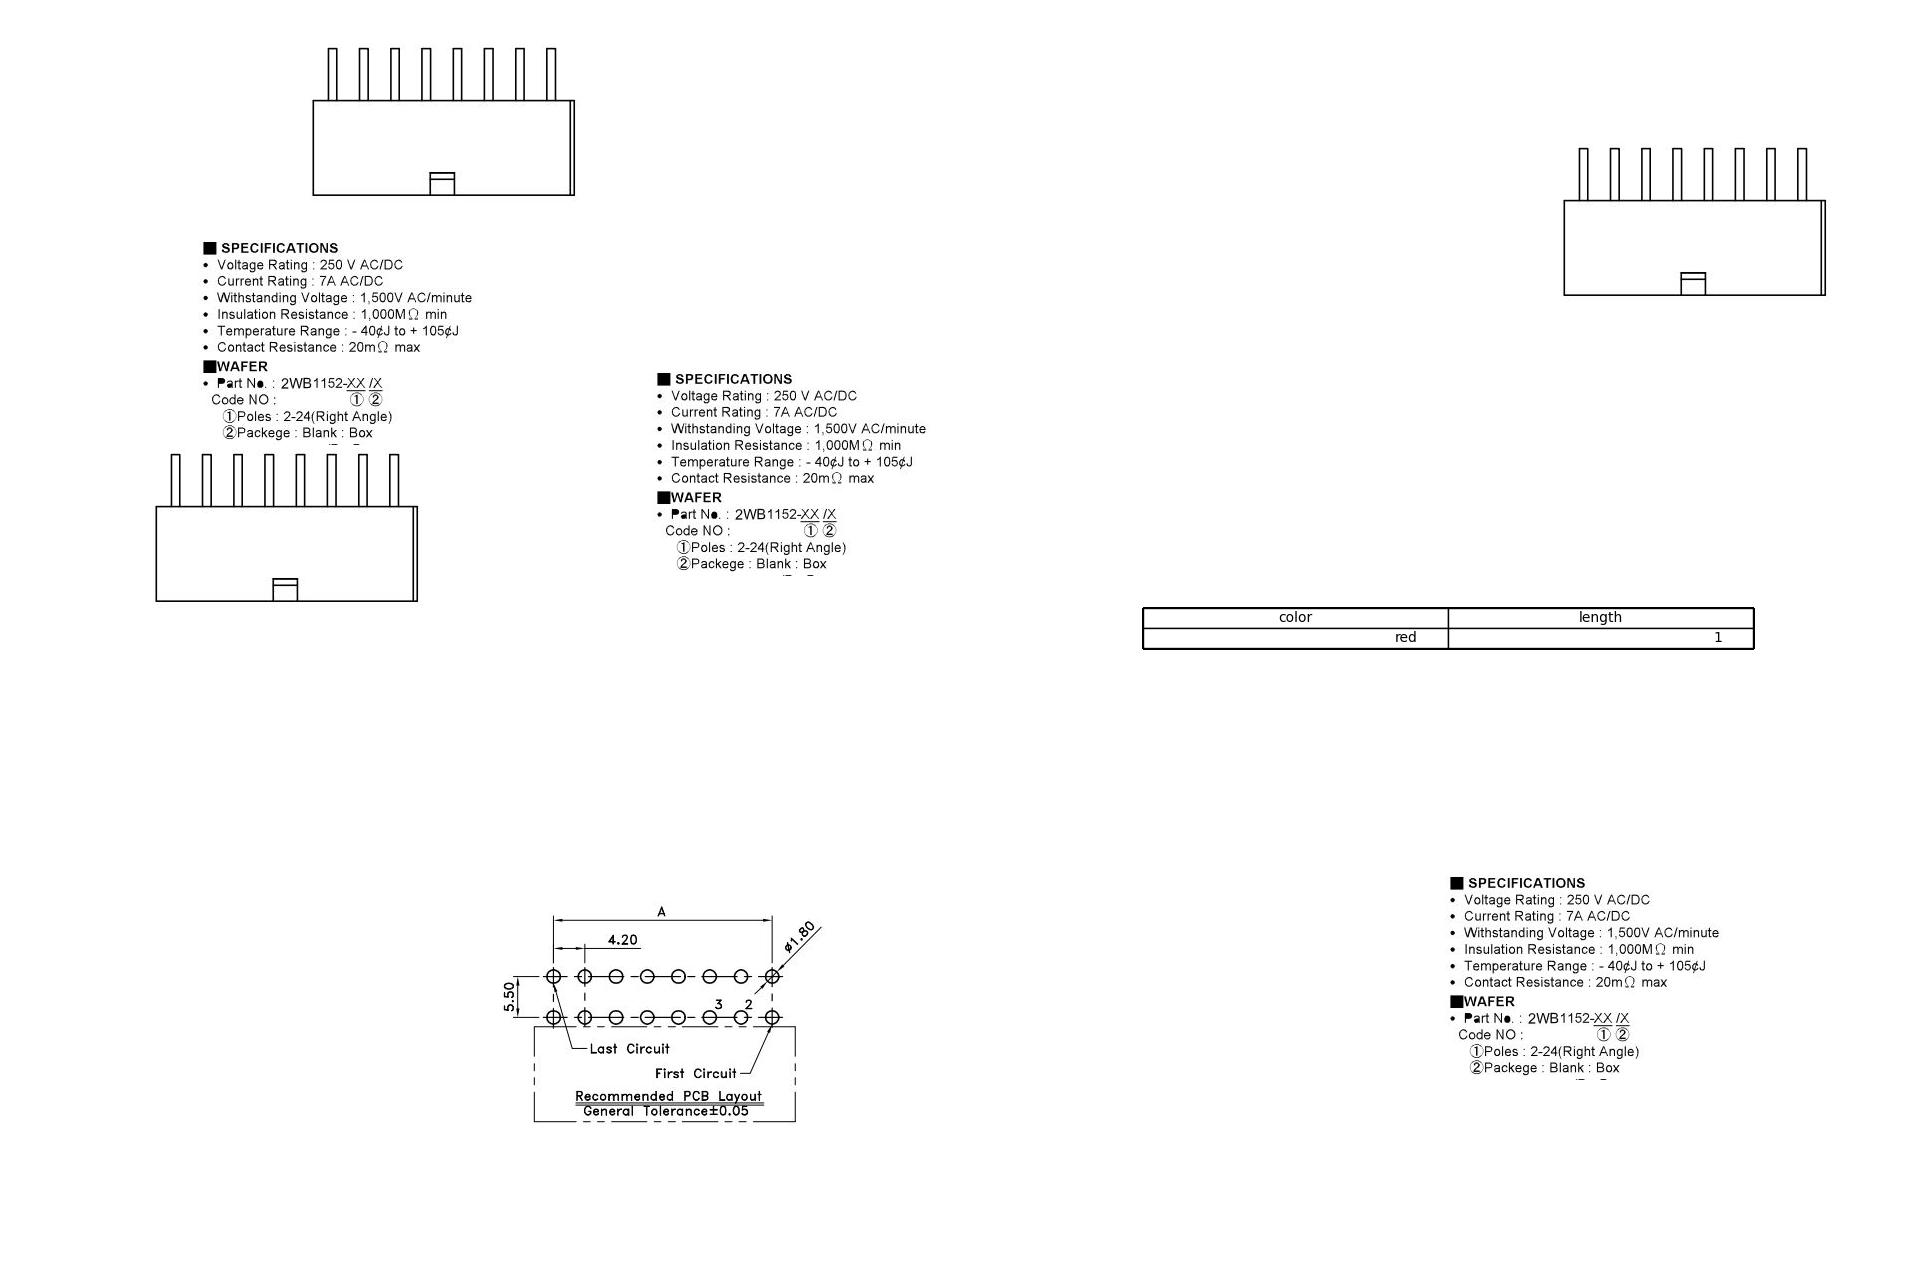 ■ SPECIFICATIONS
• Voltage Rating : 250 V AC/DC
• Current Rating : 7A AC/DC
• Withstanding Voltage : 1,500V AC/minute
• Insulation Resistance : 1,000MΩ min
• Temperature Range : - 40¢J to + 105¢J
• Contact Resistance : 20mΩ max
■WAFER
• Part No. : 2WB1152-XX /X
Code NO : ① ②
①Poles : 2-24(Right Angle)
②Packege : Blank : Box
■ SPECIFICATIONS
• Voltage Rating : 250 V AC/DC
• Current Rating : 7A AC/DC
• Withstanding Voltage : 1,500V AC/minute
• Insulation Resistance : 1,000MΩ min
• Temperature Range : - 40¢J to + 105¢J
• Contact Resistance : 20mΩ max
■WAFER
• Part No. : 2WB1152-XX /X
Code NO : ① ②
①Poles : 2-24(Right Angle)
②Packege : Blank : Box
color length
red 1
A
4.20
ø1.80
5.50
3 2
Last Circuit
First Circuit
Recommended PCB Layout
General Tolerance±0.05
■ SPECIFICATIONS
• Voltage Rating : 250 V AC/DC
• Current Rating : 7A AC/DC
• Withstanding Voltage : 1,500V AC/minute
• Insulation Resistance : 1,000MΩ min
• Temperature Range : - 40¢J to + 105¢J
• Contact Resistance : 20mΩ max
■WAFER
• Part No. : 2WB1152-XX /X
Code NO : ① ②
①Poles : 2-24(Right Angle)
②Packege : Blank : Box